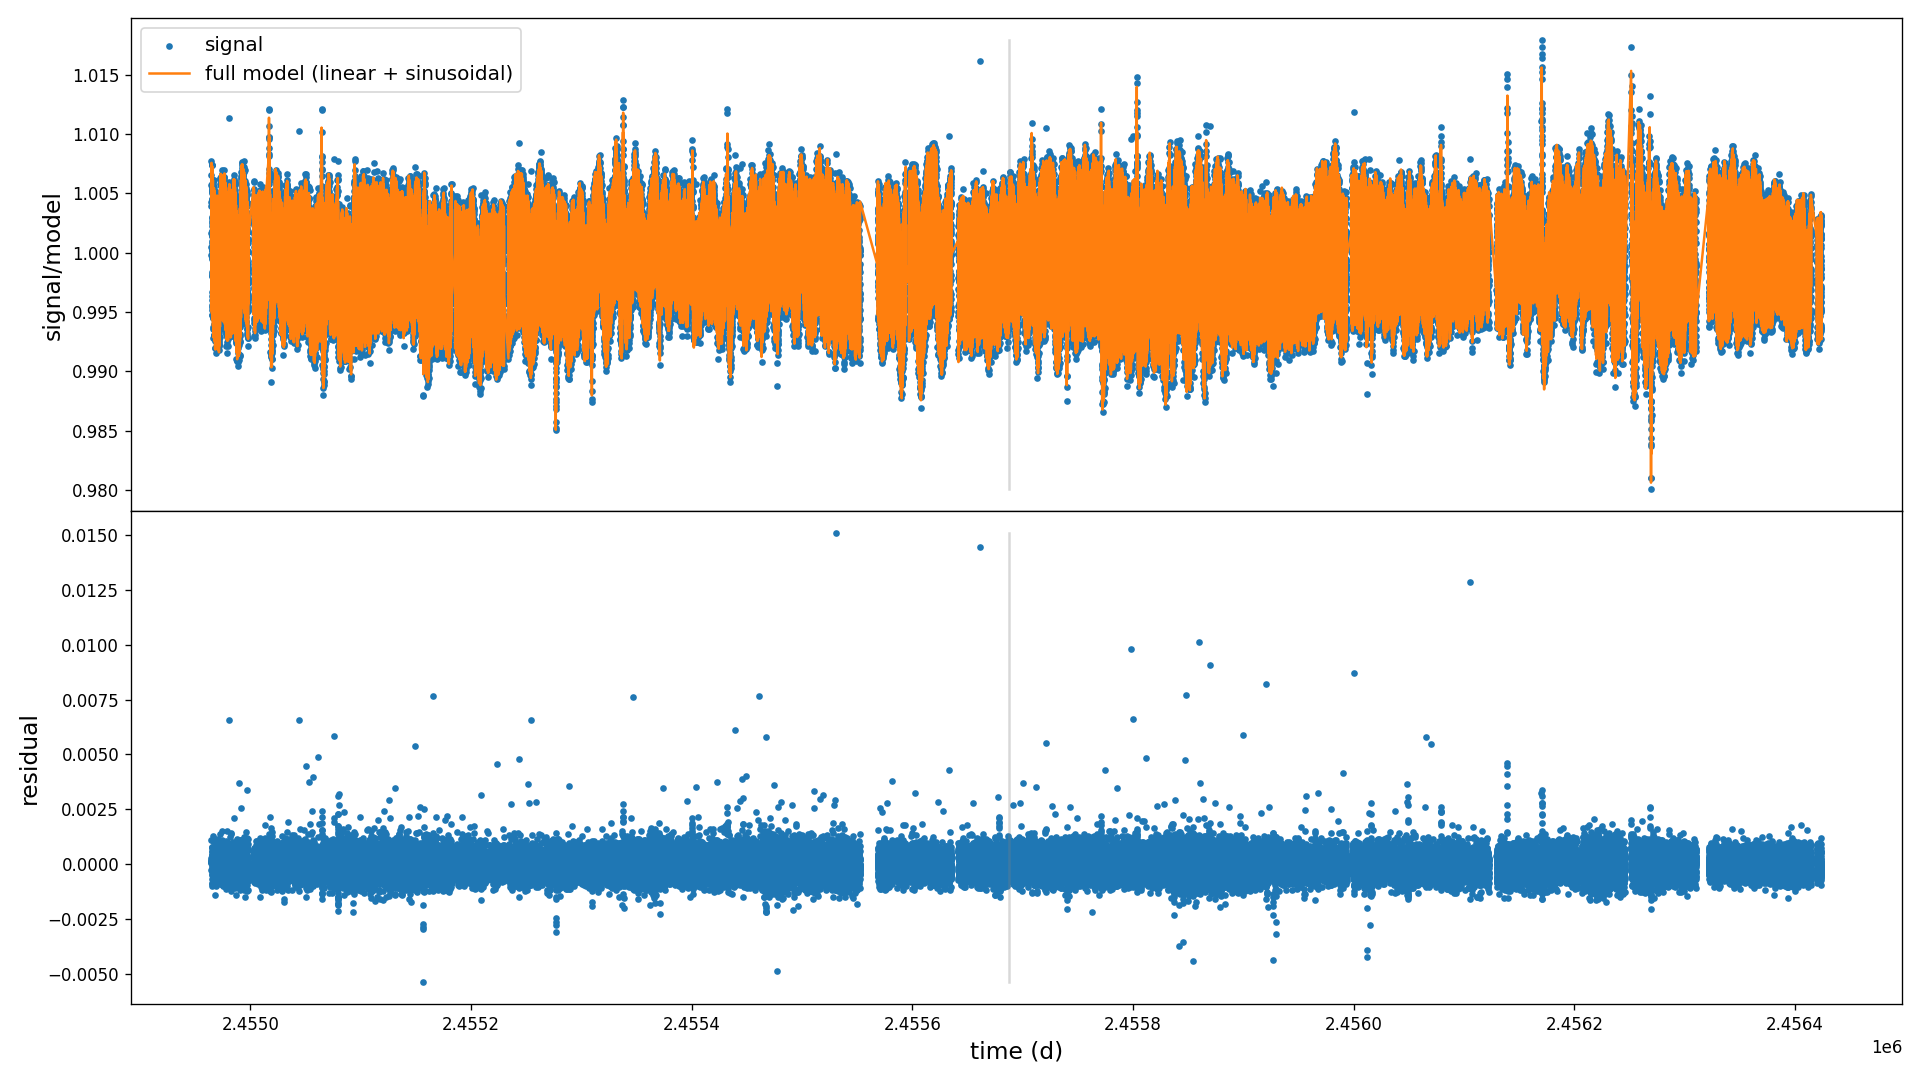 signal
full model (linear + sinusoidal)
signal/model
1.015
1.010
1.005
1.000
0.995
0.990
0.985
0.980
residual
0.0150
0.0125
0.0100
0.0075
0.0050
0.0025
0.0000
−0.0025
−0.0050
2.4550 2.4552 2.4554 2.4556 2.4558 2.4560 2.4562 2.4564
time (d)
1e6